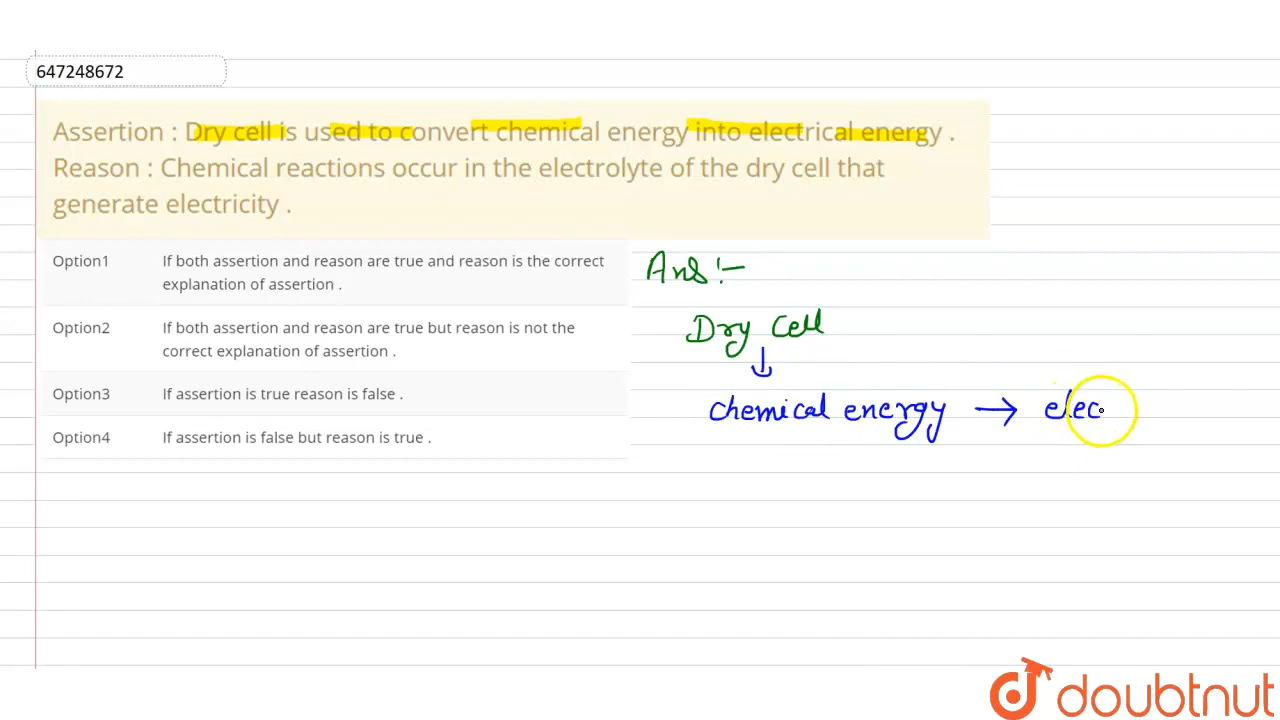 647248672
Assertion : Dry cell is used to convert chemical energy into electrical energy .
Reason : Chemical reactions occur in the electrolyte of the dry cell that
generate electricity .
Option1 If both assertion and reason are true and reason is the correct
explanation of assertion .
Option2 If both assertion and reason are true but reason is not the
correct explanation of assertion .
Option3 If assertion is true reason is false .
Option4 If assertion is false but reason is true .
Ans :-
Dry Cell
↓
chemical energy → elec
doubtnut